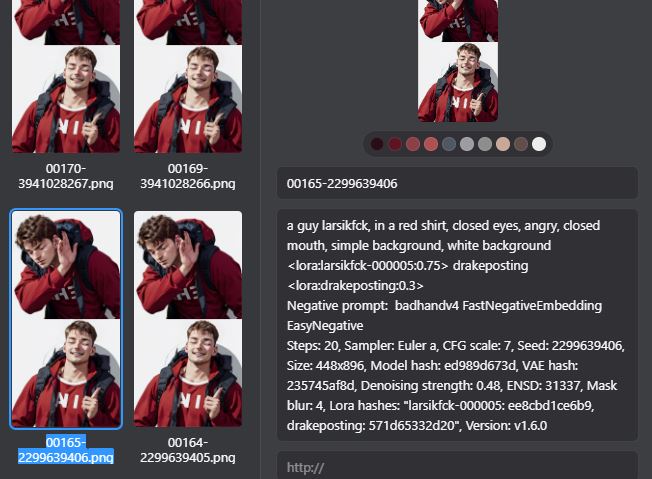 00170-
3941028267.png
00169-
3941028266.png
00165-
2299639406.png
00164-
2299639405.png
00165-2299639406
a guy larsikfck, in a red shirt, closed eyes, angry, closed
mouth, simple background, white background
<lora:larsikfck-000005:0.75> drakeposting
<lora:drakeposting:0.3>
Negative prompt:  badhandv4 FastNegativeEmbedding
EasyNegative
Steps: 20, Sampler: Euler a, CFG scale: 7, Seed: 2299639406,
Size: 448x896, Model hash: ed989d673d, VAE hash:
235745af8d, Denoising strength: 0.48, ENSD: 31337, Mask
blur: 4, Lora hashes: "larsikfck-000005: ee8cbd1ce6b9,
drakeposting: 571d65332d20", Version: v1.6.0
http://